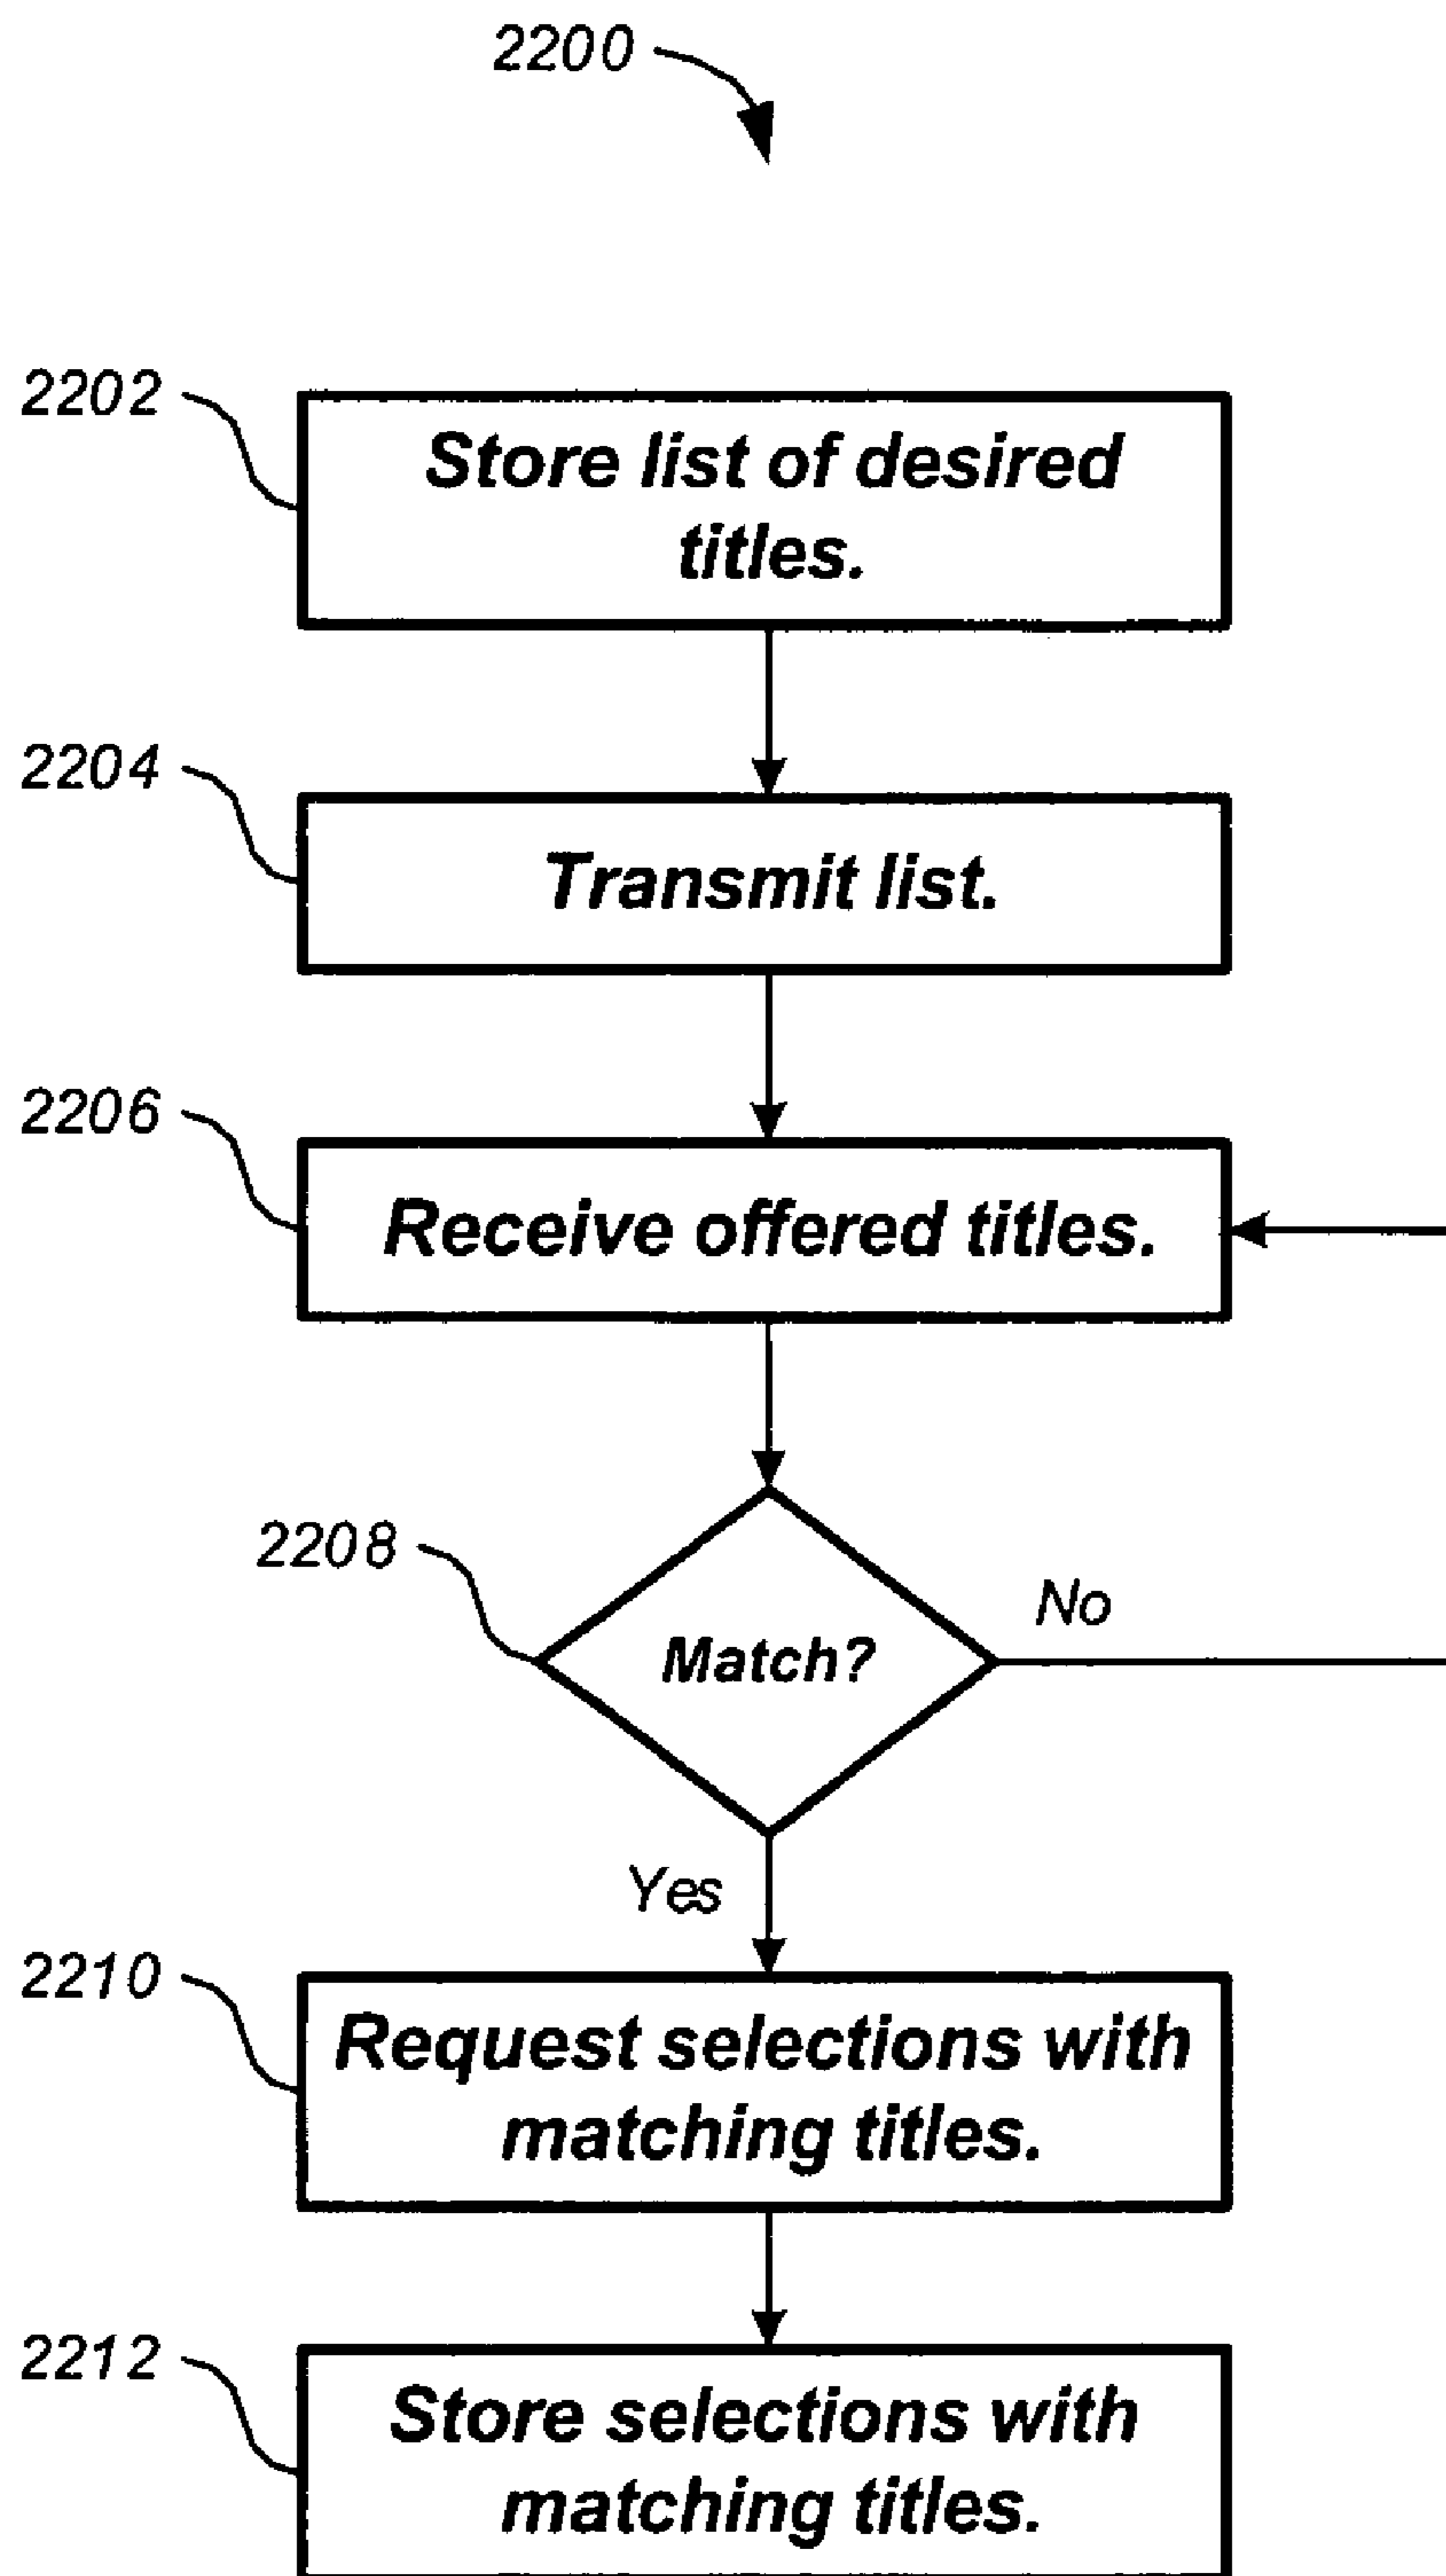 2200
2202
Store list of desired
titles.
2204
Transmit list.
2206
Receive offered titles.
2208
Match?
No
Yes
2210
Request selections with
matching titles.
2212
Store selections with
matching titles.